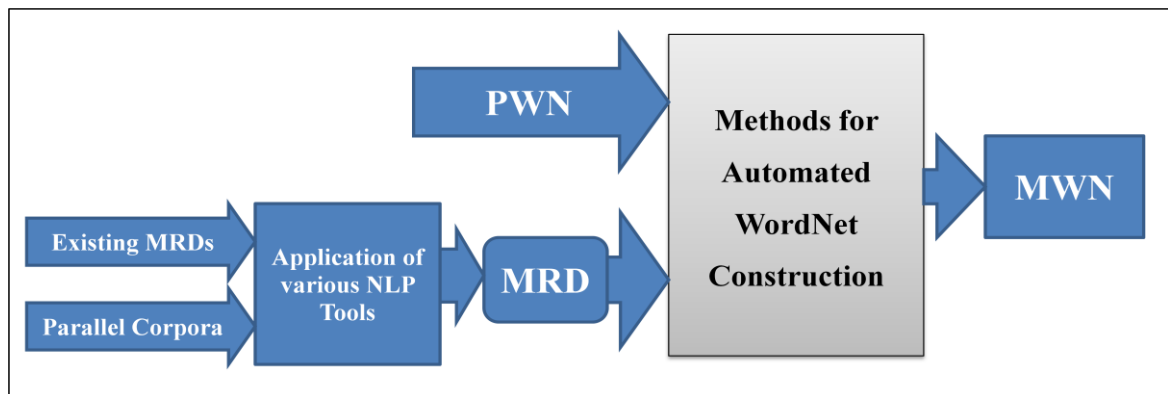 PWN
Existing MRDs
Parallel Corpora
Application of
various NLP
Tools
MRD
Methods for
Automated
WordNet
Construction
MWN